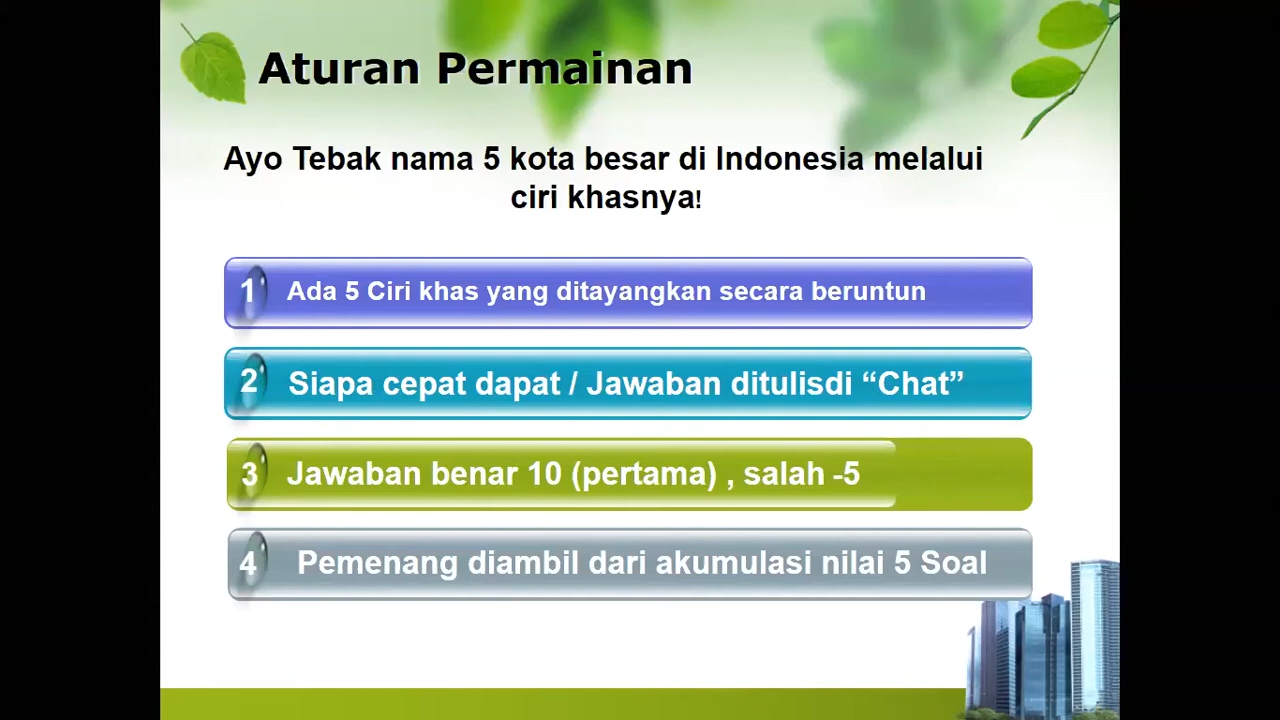 Aturan Permainan
Ayo Tebak nama 5 kota besar di Indonesia melalui
ciri khasnya!
1 Ada 5 Ciri khas yang ditayangkan secara beruntun
2 Siapa cepat dapat / Jawaban ditulisdi “Chat”
3 Jawaban benar 10 (pertama) , salah -5
4 Pemenang diambil dari akumulasi nilai 5 Soal